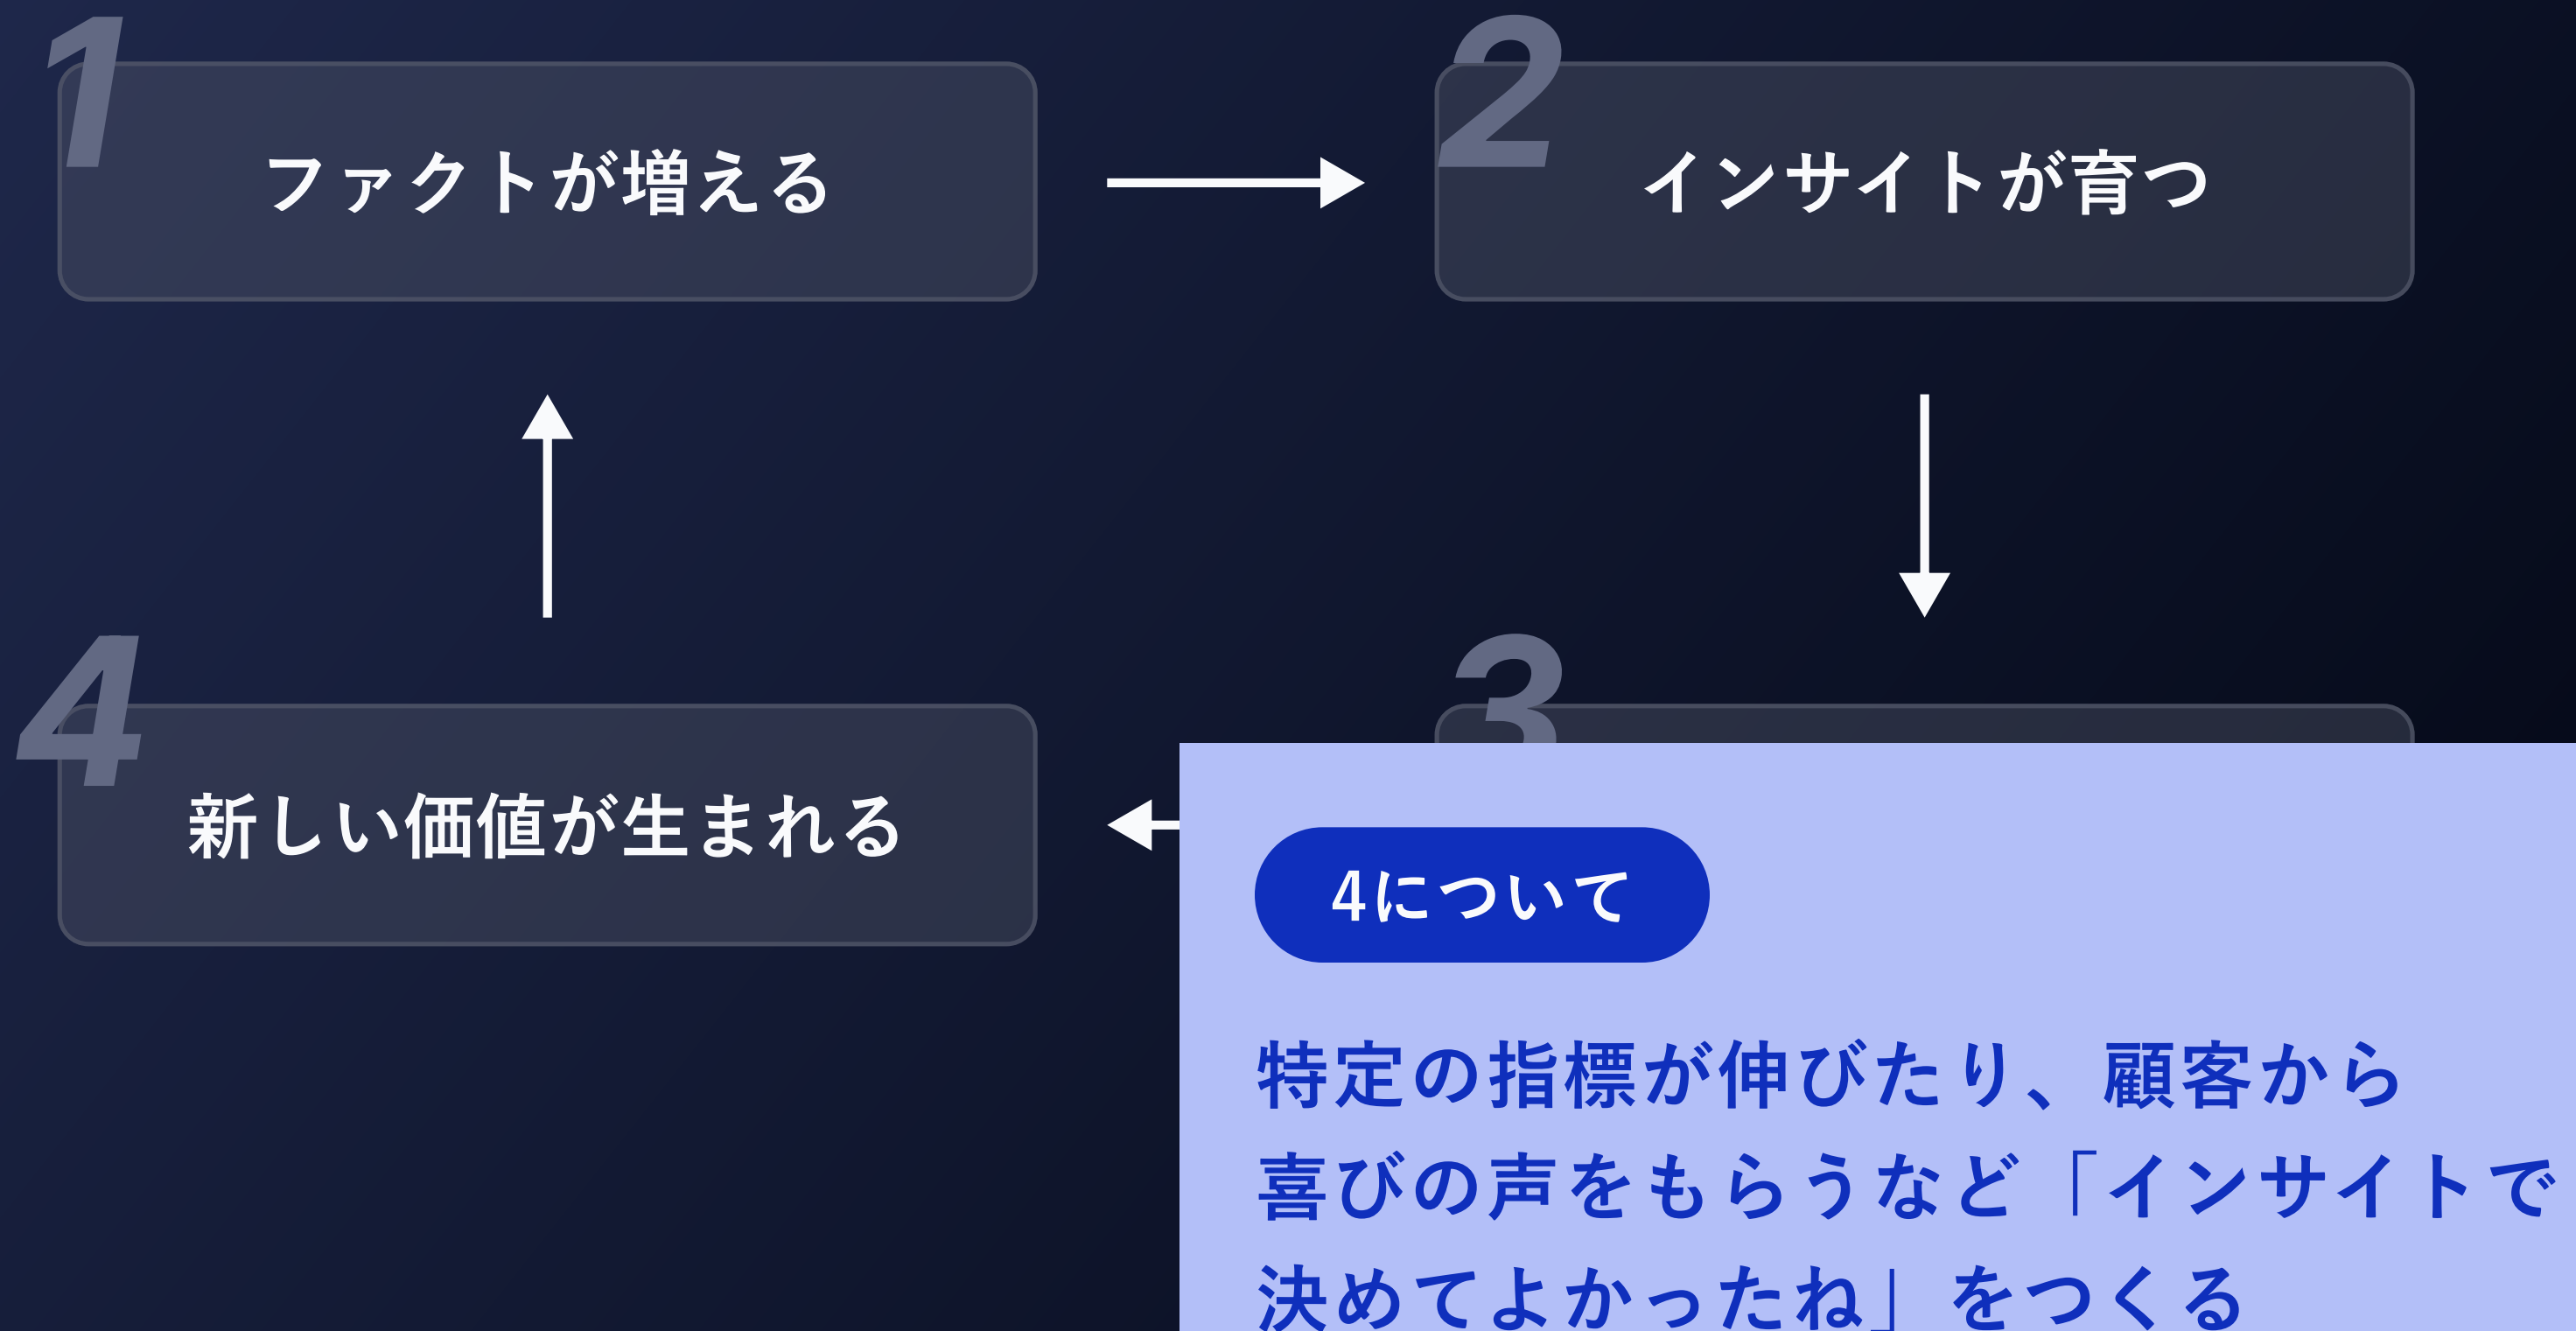 1
ファクトが増える
2
インサイトが育つ
4
新しい価値が生まれる
3
4について
特定の指標が伸びたり、顧客から
喜びの声をもらうなど「インサイトで
決めてよかったね」をつくる